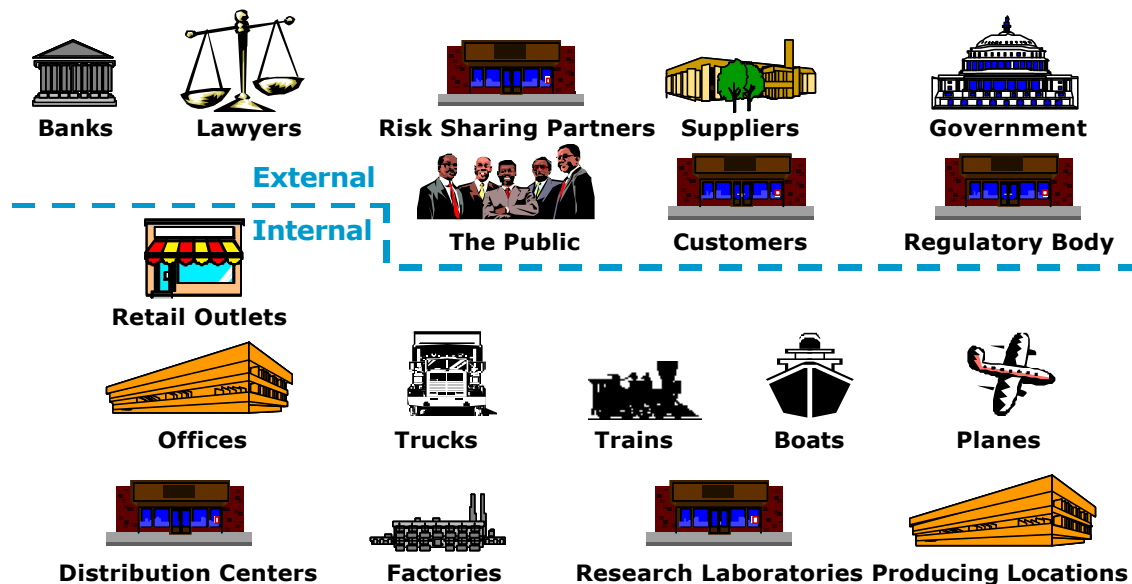 Banks
Lawyers
Risk Sharing Partners
Suppliers
Government
External
Internal
The Public
Customers
Regulatory Body
Retail Outlets
Offices
Trucks
Trains
Boats
Planes
Distribution Centers
Factories
Research Laboratories
Producing Locations